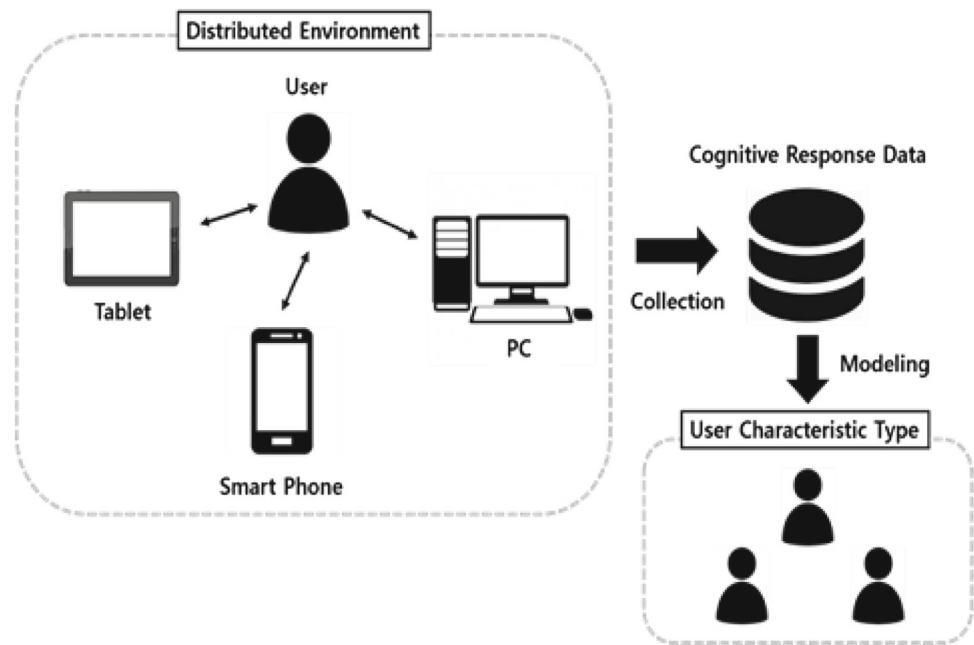 Distributed Environment
User
Tablet
PC
Smart Phone
Cognitive Response Data
Collection
Modeling
User Characteristic Type